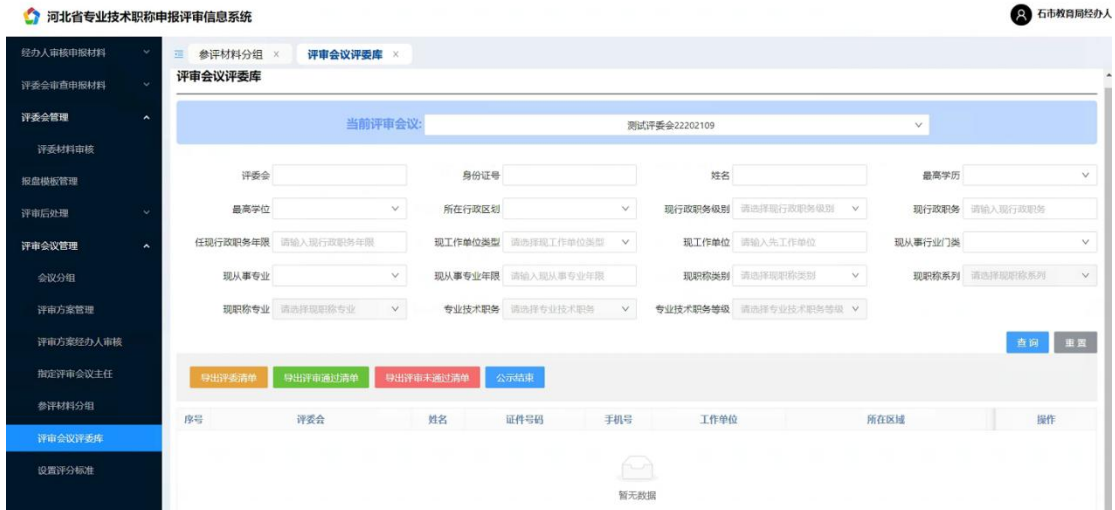 河北省专业技术职称申报评审信息系统
石市教育局经办人
经办人审核申报材料
评委会审查申报材料
评委会管理
评委材料审核
报盘模板管理
评审后处理
评审会议管理
会议分组
评审方案管理
评审方案经办人审核
指定评审会议主任
参评材料分组
评审会议评委库
设置评分标准
参评材料分组 × 评审会议评委库 ×
评审会议评委库
当前评审会议: 测试评委会22202109
评委会 身份证号 姓名 最高学历
最高学位 所在行政区划 现行政职务级别 请选择现行政职务级别 现行政职务 请输入现行政职务
任现行政职务年限 请输入现行政职务年限 现工作单位类型 请选择现工作单位类型 现工作单位 请输入先工作单位 现从事行业门类
现从事专业 现从事专业年限 请输入现从事专业年限 现职称类别 请选择现职称类别 现职称系列 请选择现职称系列
现职称专业 请选择现职称专业 专业技术职务 请选择专业技术职务 专业技术职务等级 请选择专业技术职务等级
查询 重置
导出评委清单 导出评审通过清单 导出评审未通过清单 公示结束
序号 评委会 姓名 证件号码 手机号 工作单位 所在区域 操作
暂无数据